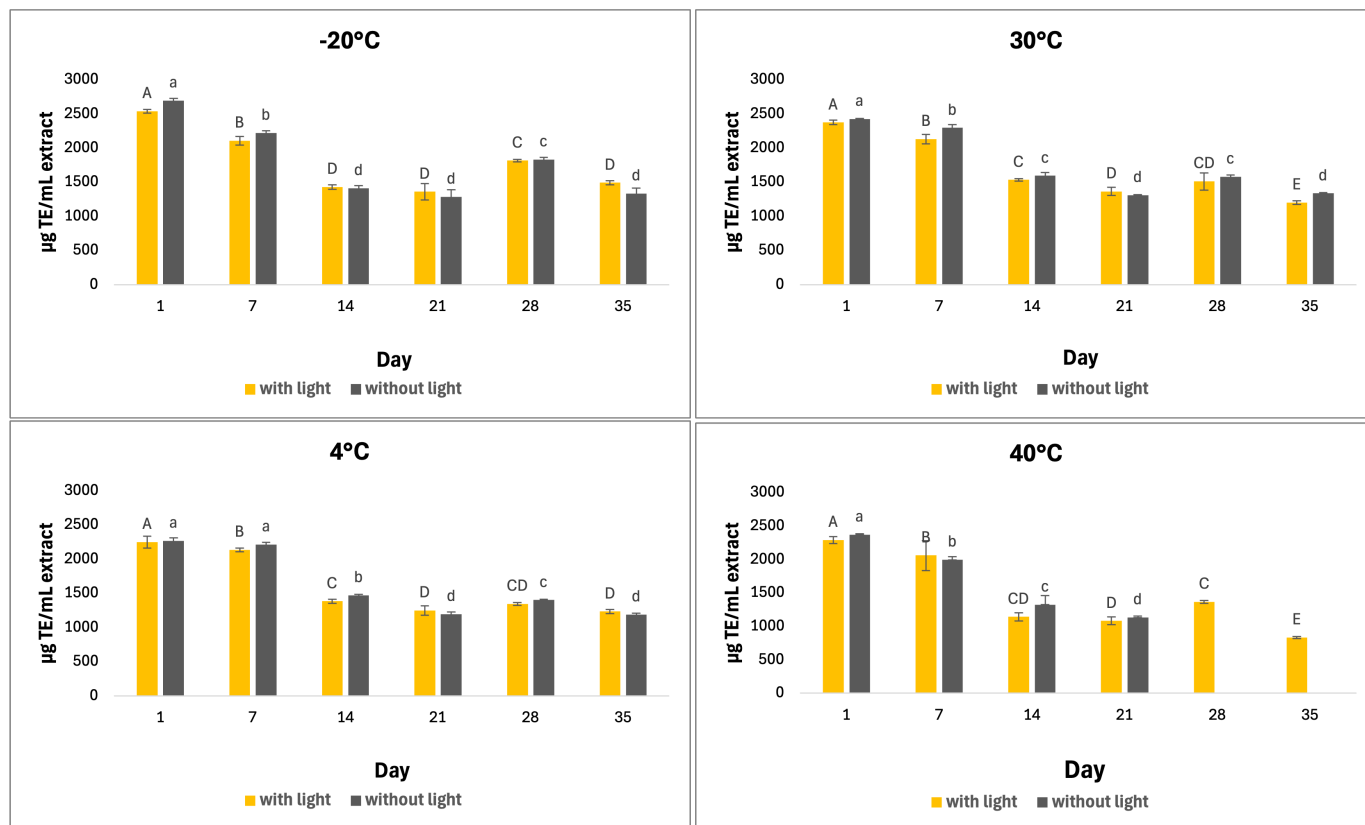 -20°C
µg TE/mL extract
3000
2500
2000
1500
1000
500
0
A a B b D d D d C c D d
1 7 14 21 28 35
Day
with light without light
30°C
µg TE/mL extract
3000
2500
2000
1500
1000
500
0
A a B b C c D d CD c E d
1 7 14 21 28 35
Day
with light without light
4°C
µg TE/mL extract
3000
2500
2000
1500
1000
500
0
A a B a C b D d CD c D d
1 7 14 21 28 35
Day
with light without light
40°C
µg TE/mL extract
3000
2500
2000
1500
1000
500
0
A a B b CD c D d C E
1 7 14 21 28 35
Day
with light without light